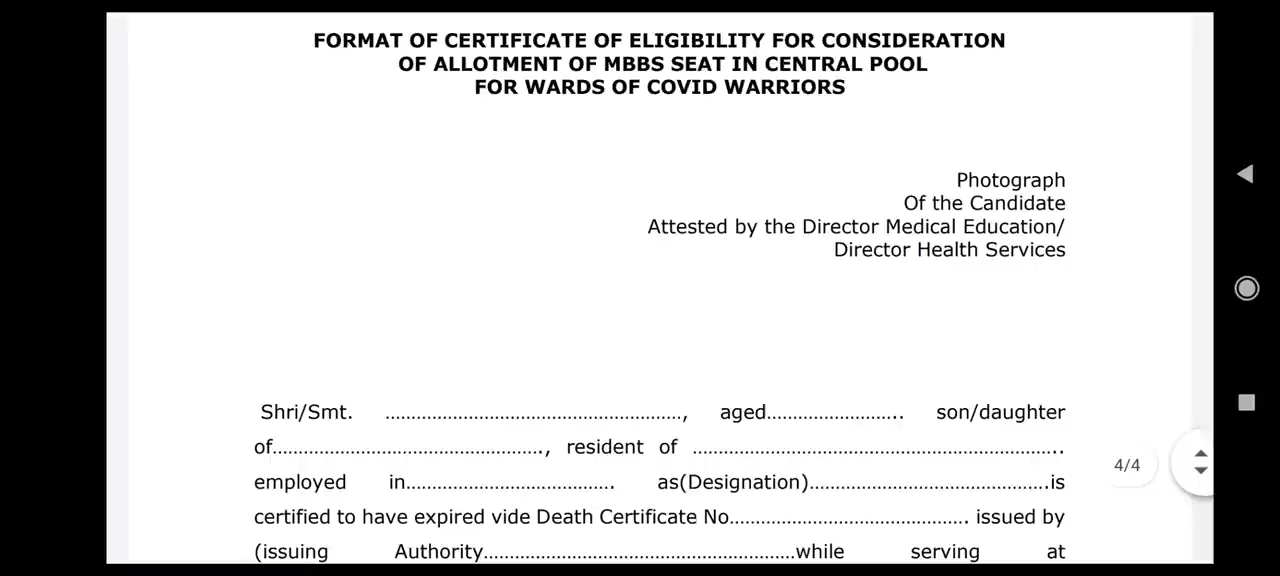 FORMAT OF CERTIFICATE OF ELIGIBILITY FOR CONSIDERATION
OF ALLOTMENT OF MBBS SEAT IN CENTRAL POOL
FOR WARDS OF COVID WARRIORS
Photograph
Of the Candidate
Attested by the Director Medical Education/
Director Health Services
Shri/Smt. ........................................................., aged.......................... son/daughter
of...................................................., resident of ........................................................................
employed in........................................ as(Designation)..............................................is
certified to have expired vide Death Certificate No.............................................. issued by
(issuing Authority............................................................while serving at
4/4